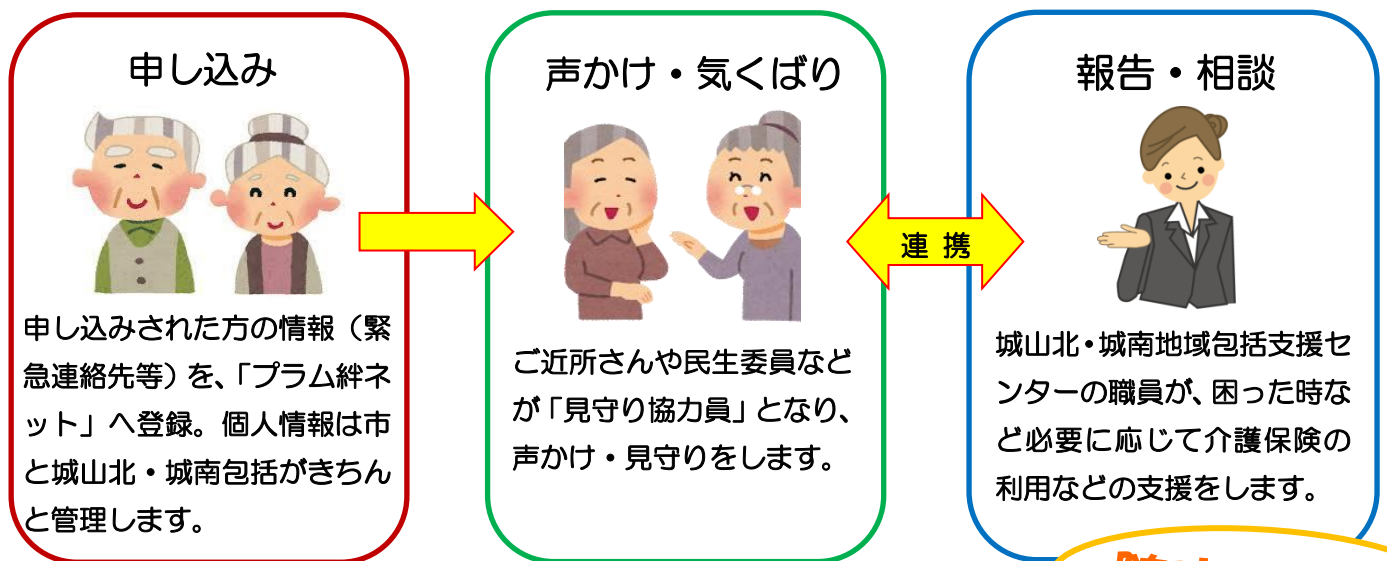 申し込み
申し込みされた方の情報（緊
急連絡先等）を、「プラム絆ネ
ット」へ登録。個人情報は市
と城山北・城南包括がきちん
と管理します。
声かけ・気くばり
ご近所さんや民生委員など
が「見守り協力員」となり、
声かけ・見守りをします。
連 携
報告・相談
城山北・城南地域包括支援セ
ンターの職員が、困った時な
ど必要に応じて介護保険の
利用などの支援をします。